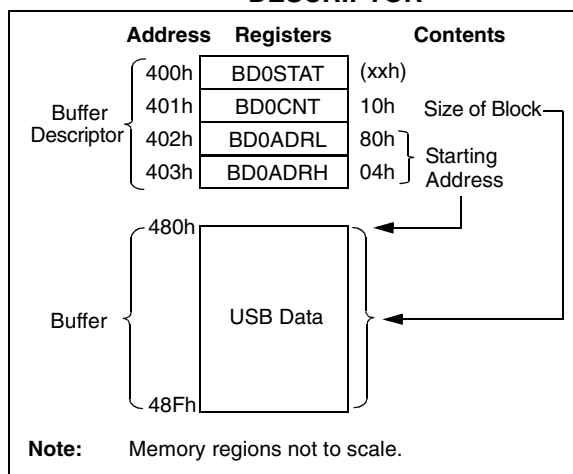 DESCRIPTOR
Address Registers Contents
400h BD0STAT (xxh)
401h BD0CNT 10h Size of Block
402h BD0ADRL 80h
403h BD0ADRH 04h
Buffer
Descriptor
Starting
Address
480h
Buffer USB Data
48Fh
Note: Memory regions not to scale.